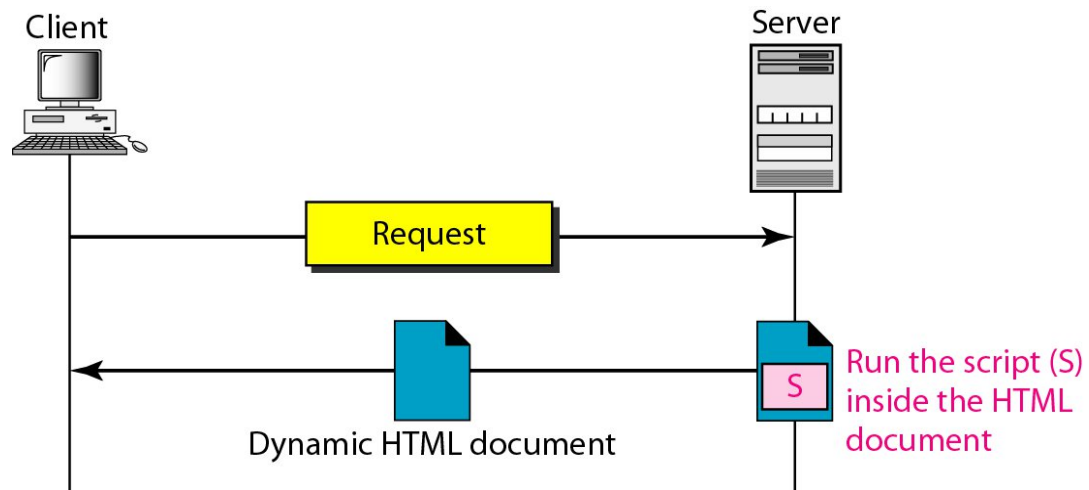 Client
Server
Request
S
Run the script (S)
inside the HTML
document
Dynamic HTML document